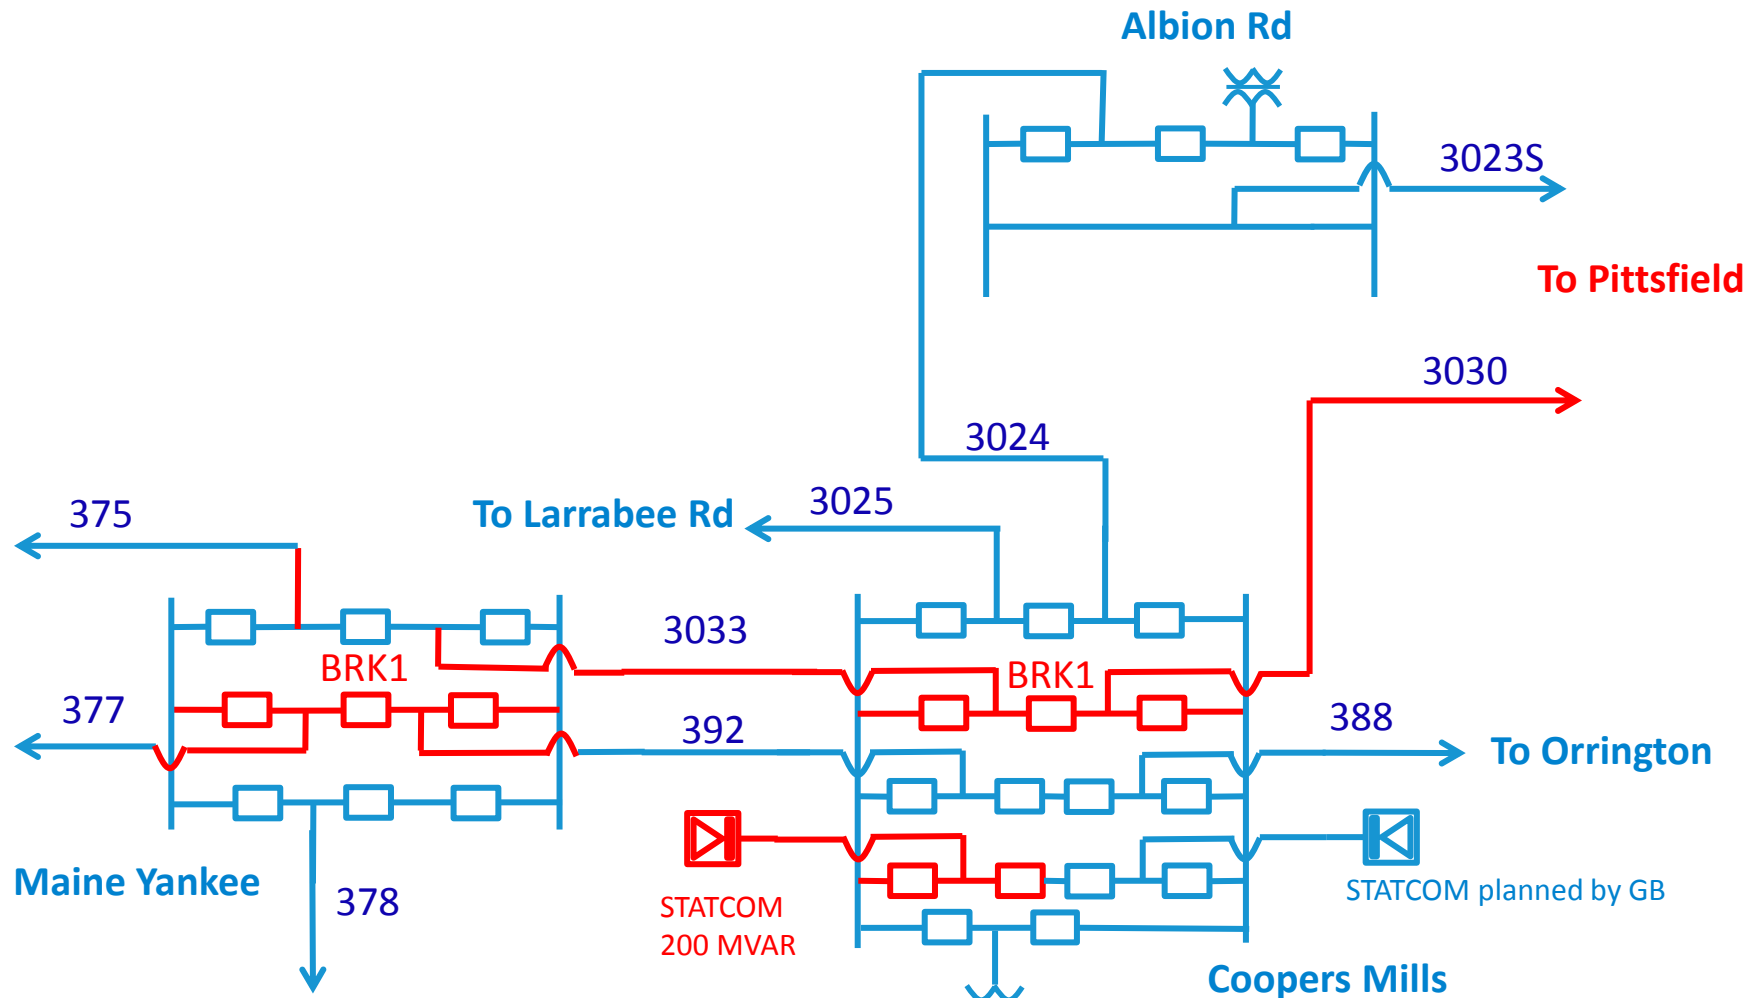 Albion Rd
3023S
To Pittsfield
3030
3024
375
To Larrabee Rd
3025
3033
BRK1
BRK1
377
392
388
To Orrington
Maine Yankee
378
STATCOM
200 MVAR
STATCOM planned by GB
Coopers Mills